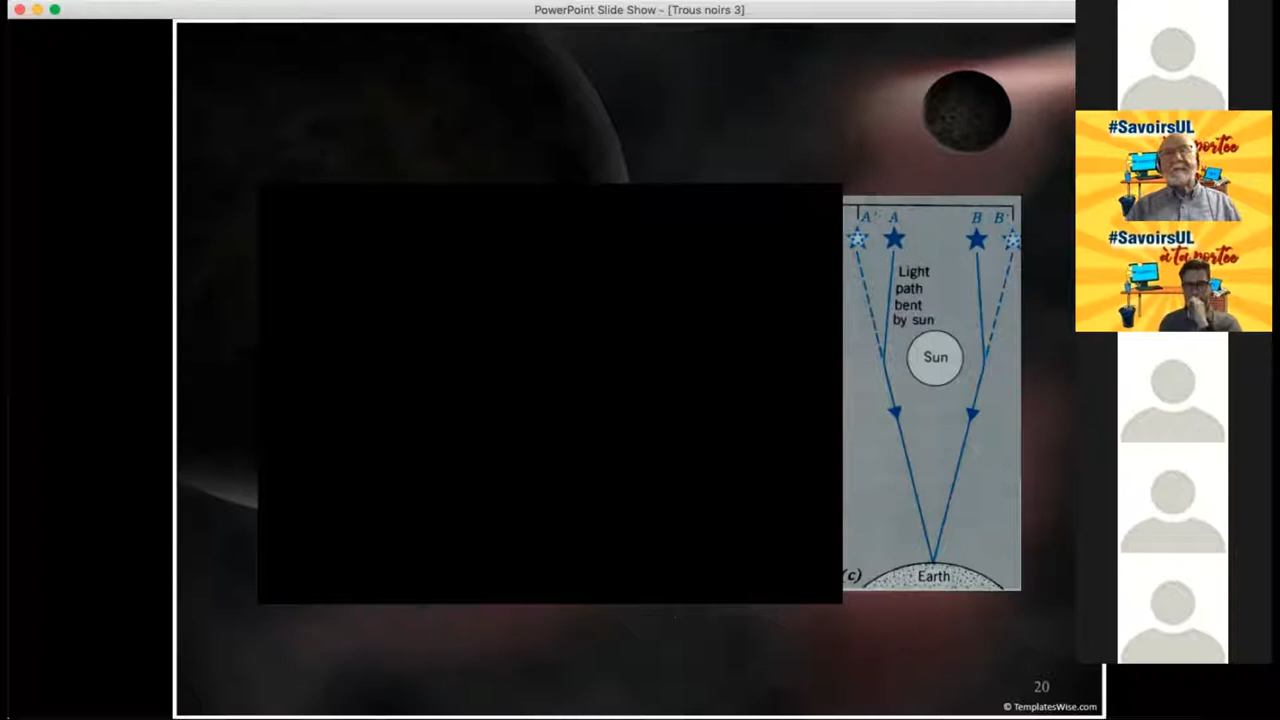 PowerPoint Slide Show - [Trous noirs 3]
#SavoirsUL
portée
#SavoirsUL
à ta portée
A' A B B'
Light
path
bent
by sun
Sun
(c)
Earth
20
© TemplatesWise.com